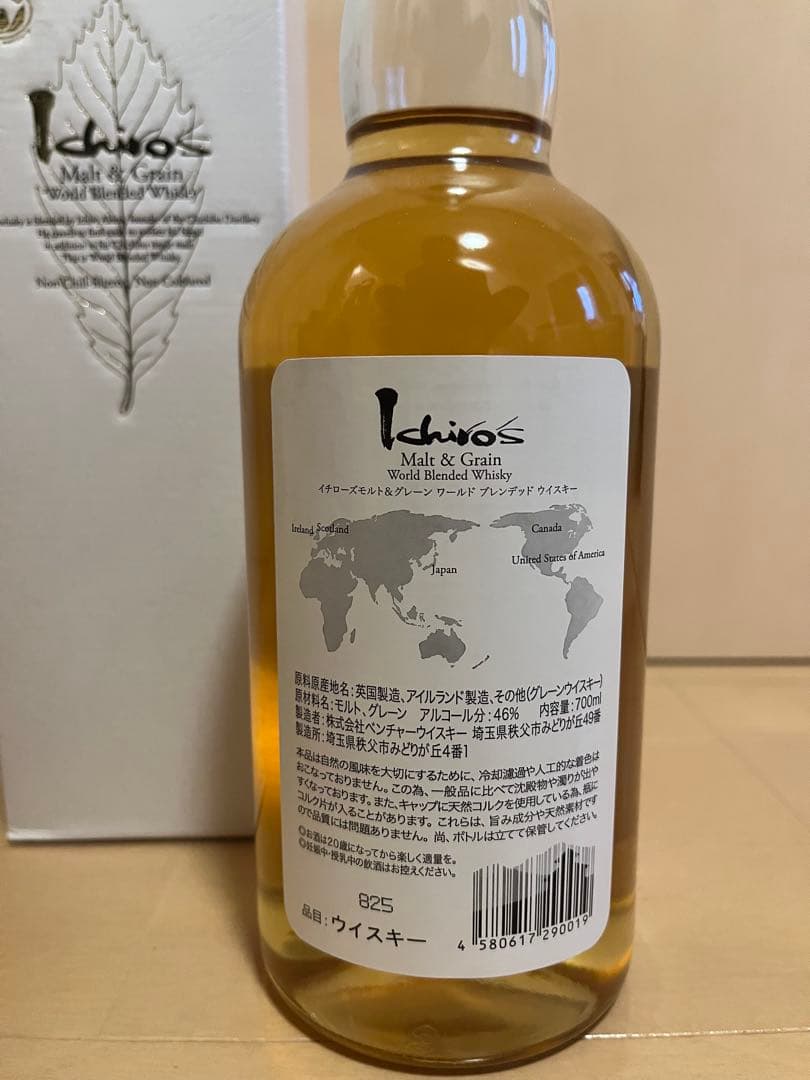 Ichiro's
Malt & Grain
World Blended Whisky
Non Chill filtered, Non Coloured
Ichiro's
Malt & Grain
World Blended Whisky
イチローズモルト&グレーン ワールド ブレンデッド ウイスキー
Ireland Scotland
Canada
United States of America
Japan
原料原産地名:英国製造、アイルランド製造、その他(グレーンウイスキー)
原材料名:モルト、グレーン アルコール分:46% 内容量:700ml
製造者:株式会社ベンチャーウイスキー 埼玉県秩父市みどりが丘49番
製造所:埼玉県秩父市みどりが丘4番1
本品は自然の風味を大切にするために、冷却濾過や人工的な着色は
おこなっておりません。この為、一般品に比べて沈殿物や濁りが出や
すくなっております。また、キャップに天然コルクを使用している為、瓶に
コルク片が入ることがあります。これらは、旨み成分や天然素材です
ので品質には問題ありません。尚、ボトルは立てて保管してください。
◎お酒は20歳になってから楽しく適量を。
◎妊娠中・授乳中の飲酒はお控えください。
825
品目:ウイスキー
4 580617 290019